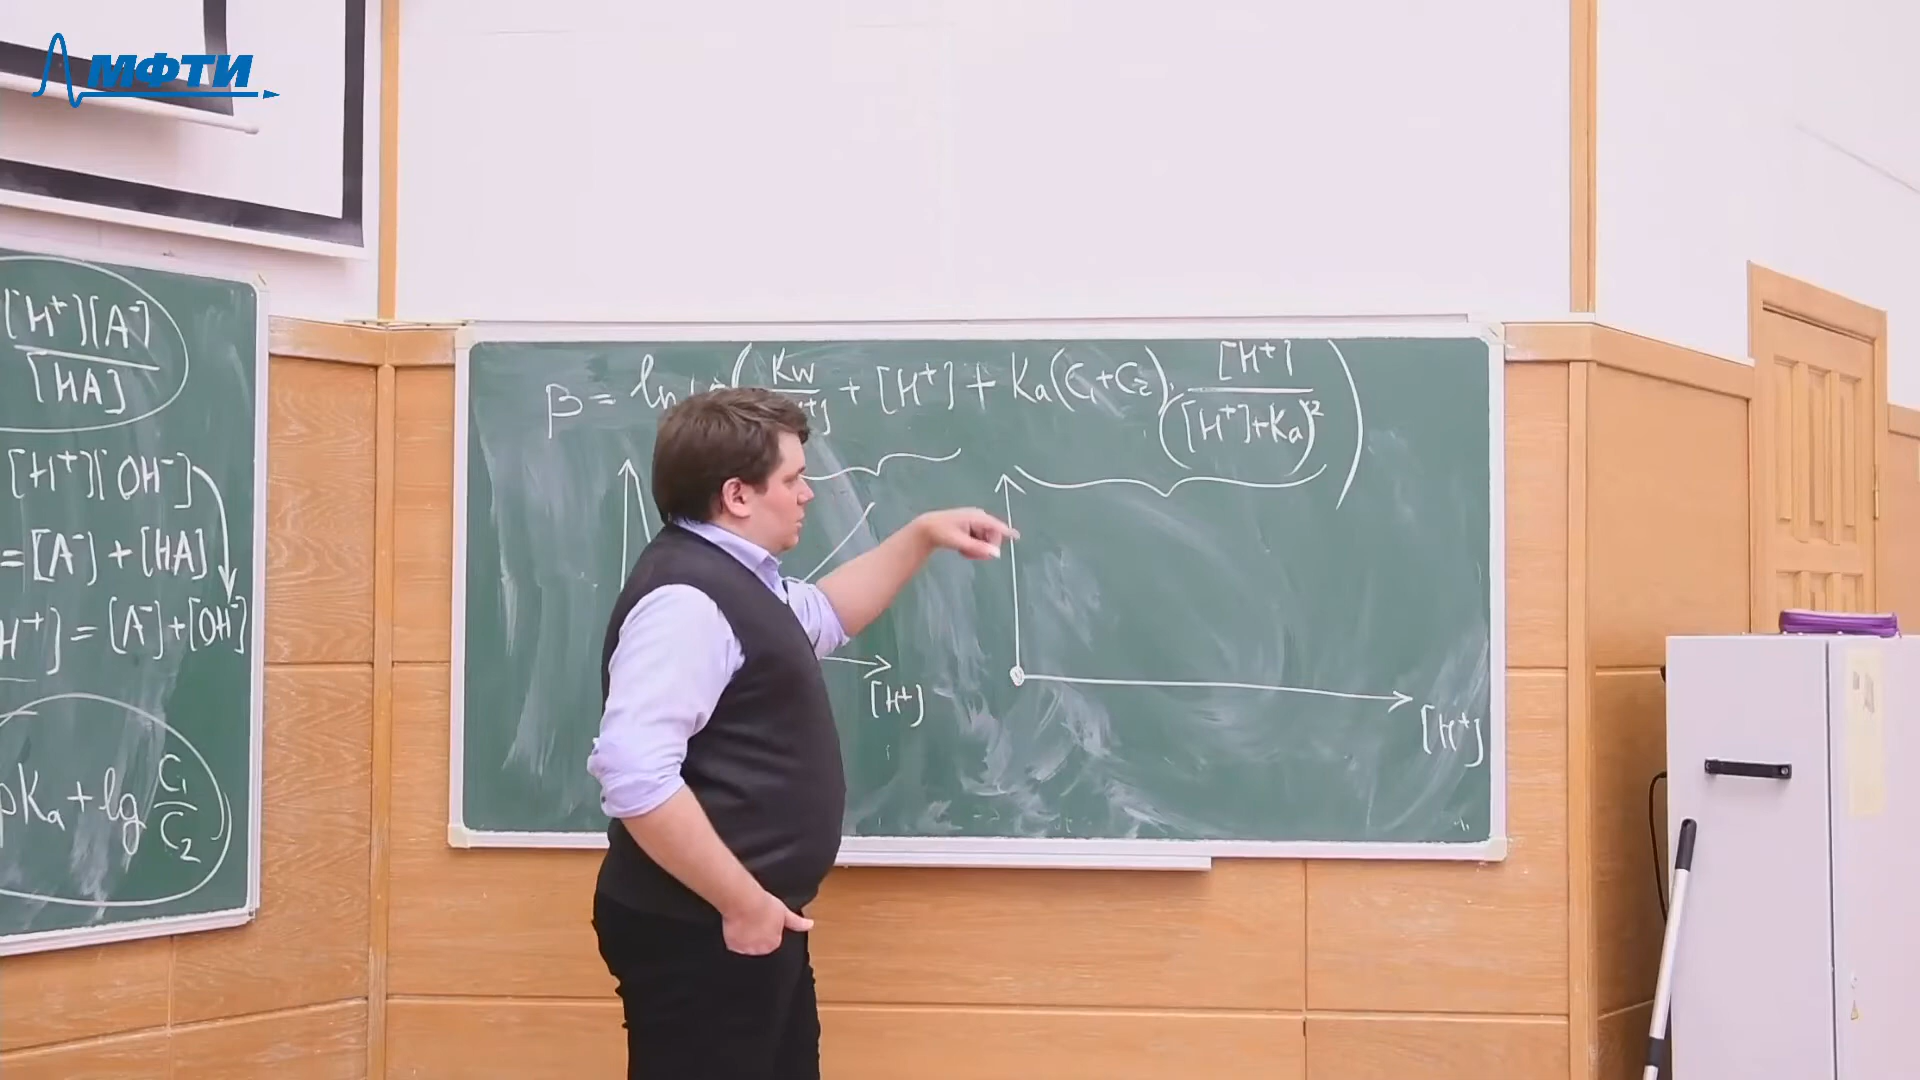 МФТИ
[H⁺][A⁻]
[HA]
[H⁺][OH⁻]
= [A⁻] + [HA]
H⁺] = [A⁻] + [OH⁻]
pKa + lg C₁/C₂
β = ln ( Kw + [H⁺] + Ka(C₁+C₂) · [H⁺]/([H⁺]+Ka)² )
[H⁺]
[H⁺]